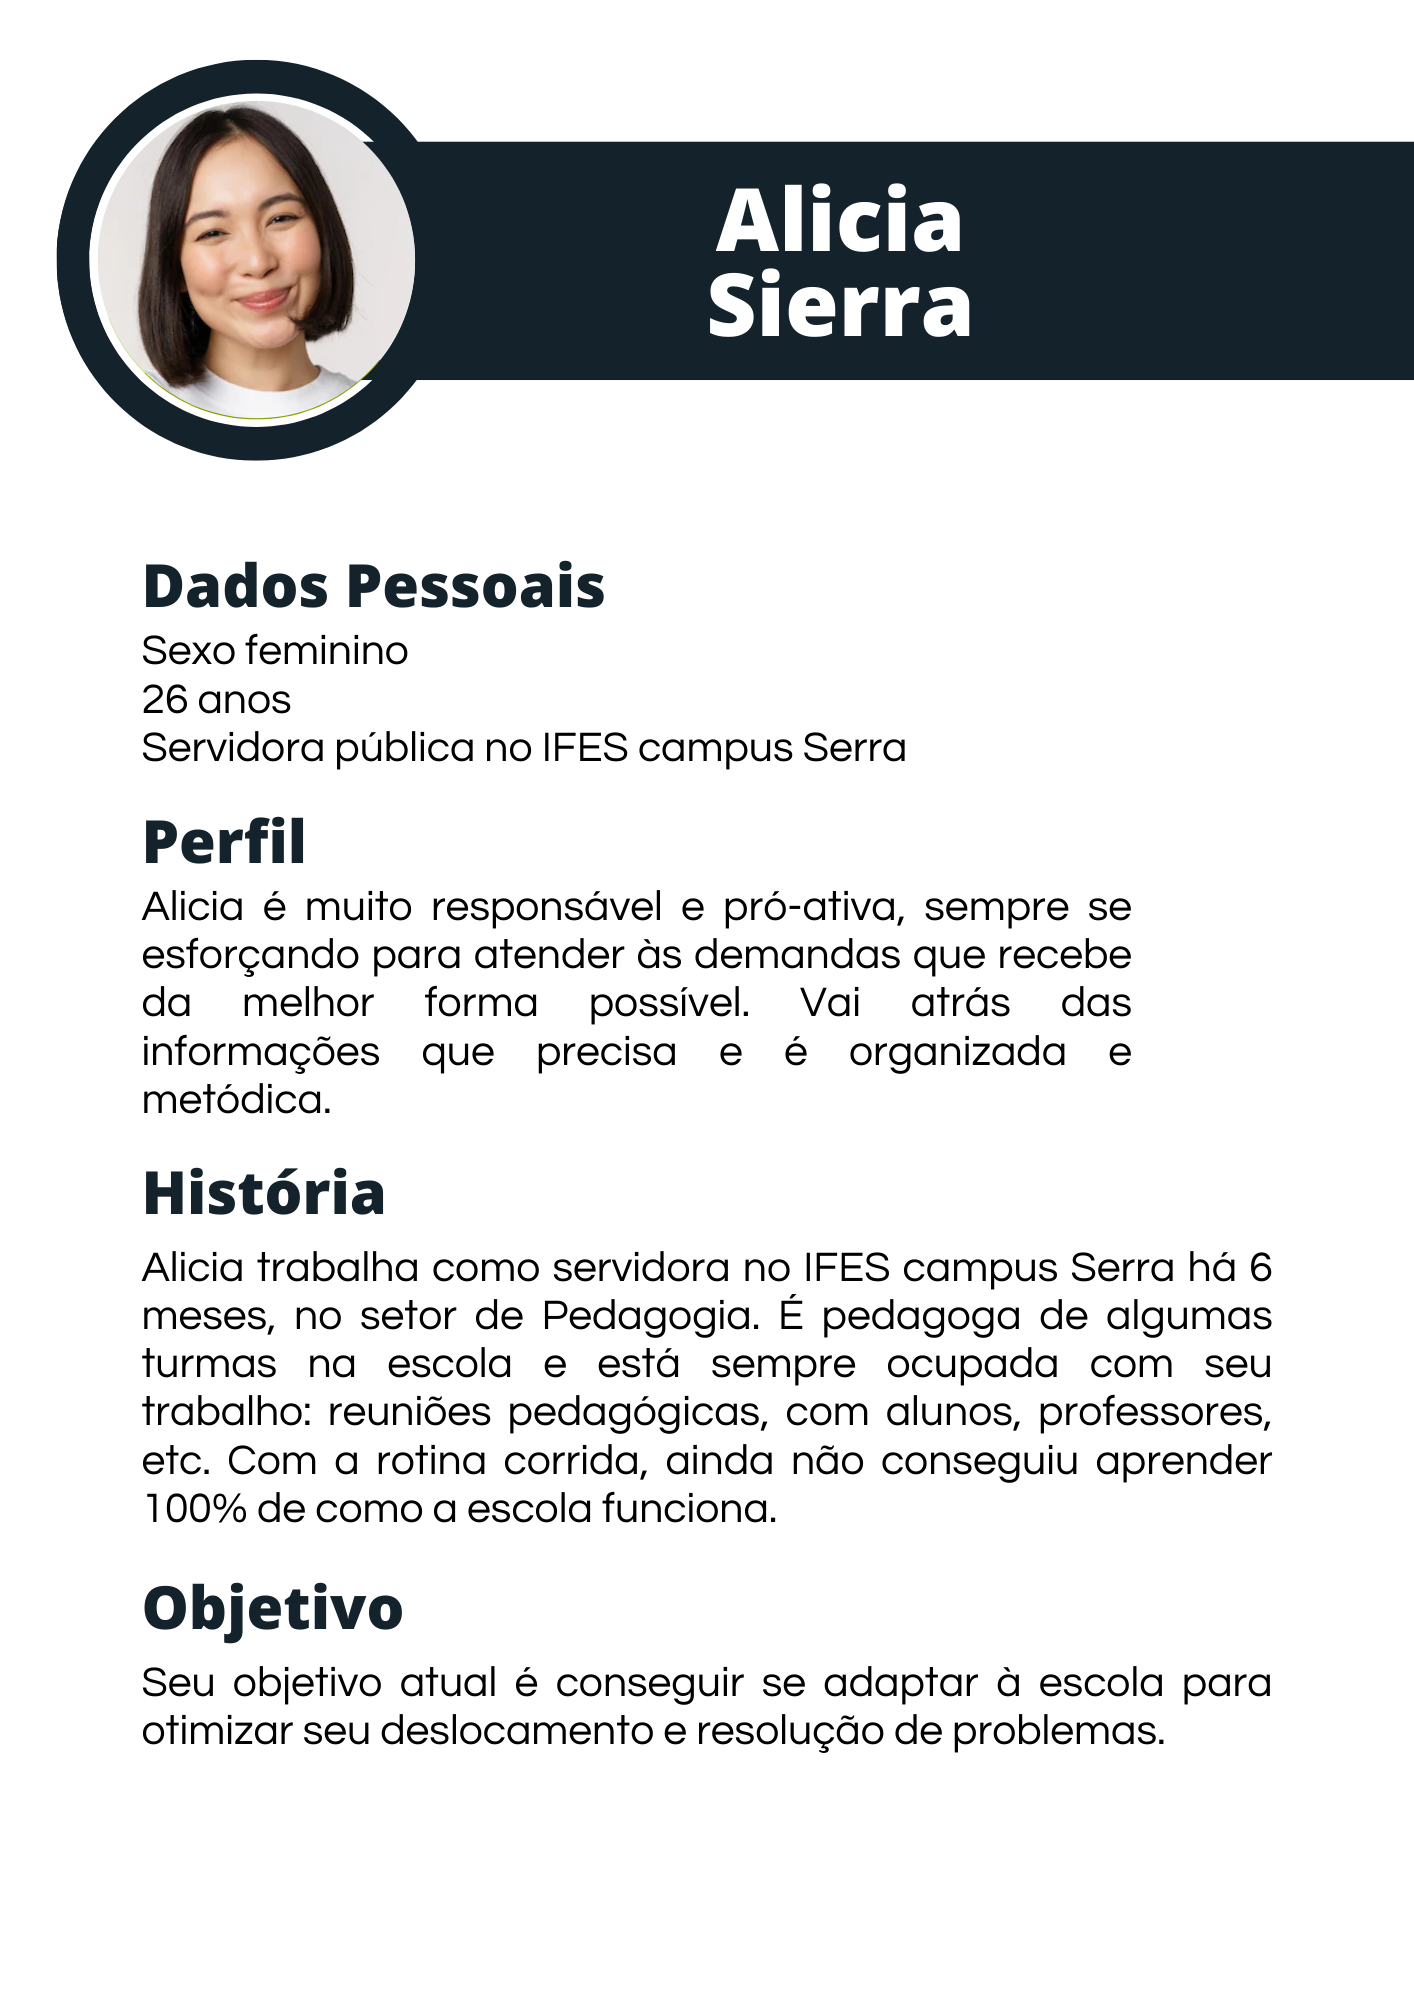 Alicia
Sierra
Dados Pessoais
Sexo feminino
26 anos
Servidora pública no IFES campus Serra
Perfil
Alicia é muito responsável e pró-ativa, sempre se
esforçando para atender às demandas que recebe
da melhor forma possível. Vai atrás das
informações que precisa e é organizada e
metódica.
História
Alicia trabalha como servidora no IFES campus Serra há 6
meses, no setor de Pedagogia. É pedagoga de algumas
turmas na escola e está sempre ocupada com seu
trabalho: reuniões pedagógicas, com alunos, professores,
etc. Com a rotina corrida, ainda não conseguiu aprender
100% de como a escola funciona.
Objetivo
Seu objetivo atual é conseguir se adaptar à escola para
otimizar seu deslocamento e resolução de problemas.